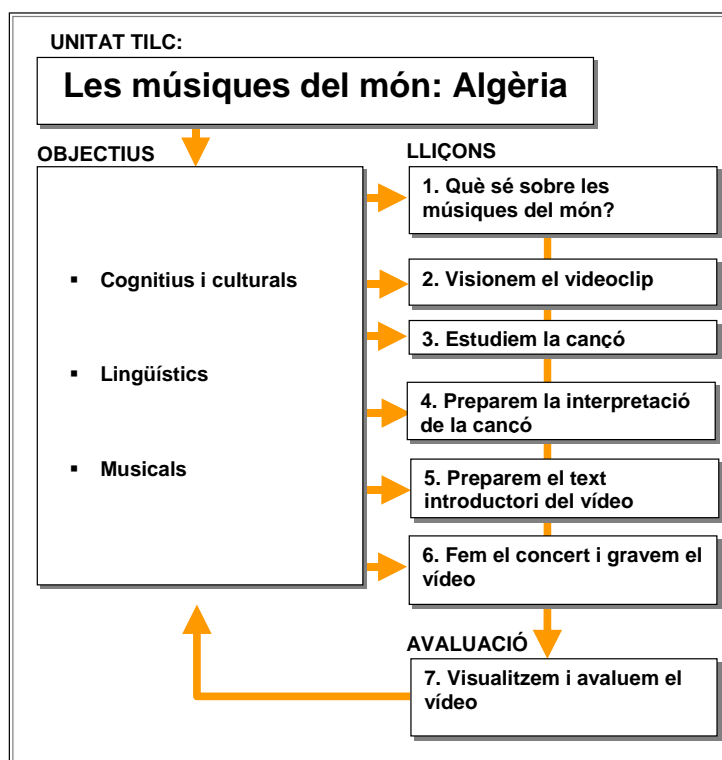 UNITAT TILC:
Les músiques del món: Algèria
OBJECTIUS
▪ Cognitius i culturals
▪ Lingüístics
▪ Musicals
LLIÇONS
1. Què sé sobre les
músiques del món?
2. Visionem el videoclip
3. Estudiem la cançó
4. Preparem la interpretació
de la cancó
5. Preparem el text
introductori del vídeo
6. Fem el concert i gravem el
vídeo
AVALUACIÓ
7. Visualitzem i avaluem el
vídeo